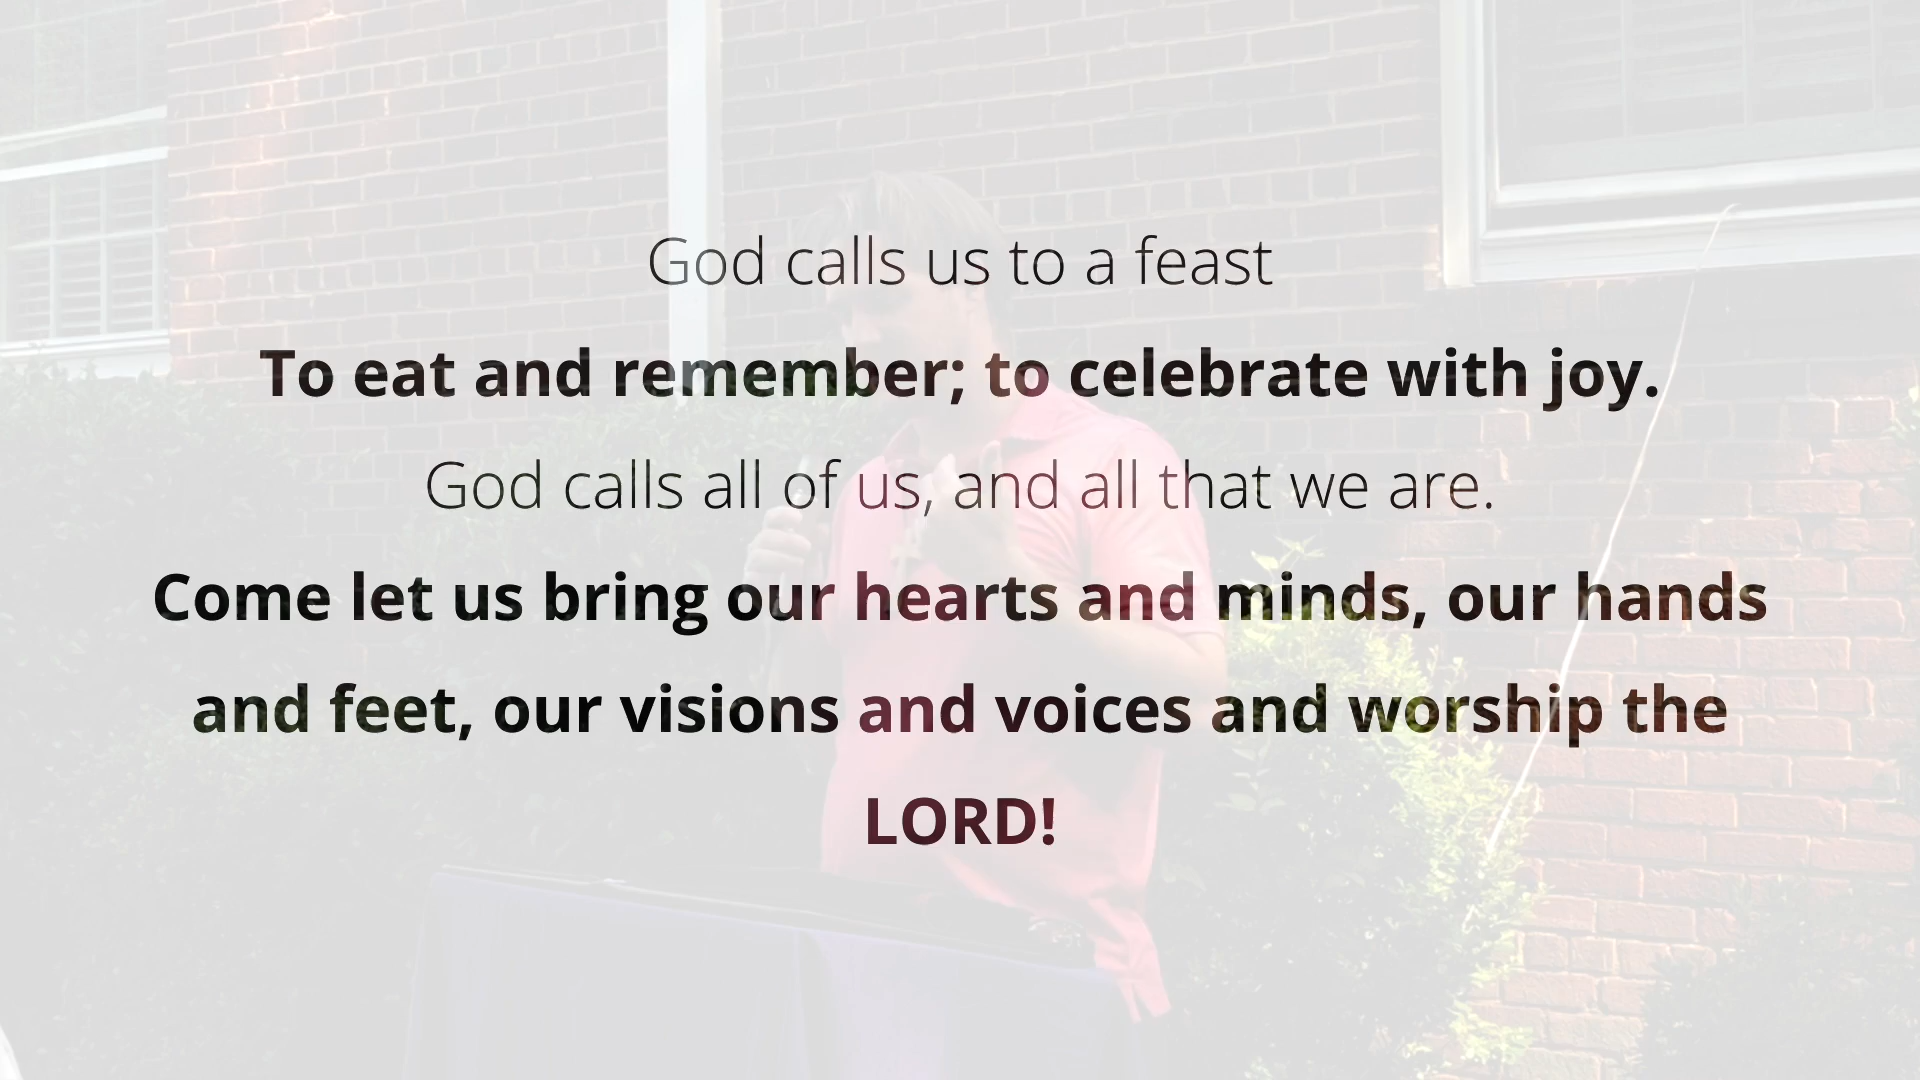 God calls us to a feast
To eat and remember; to celebrate with joy.
God calls all of us, and all that we are.
Come let us bring our hearts and minds, our hands
and feet, our visions and voices and worship the
LORD!